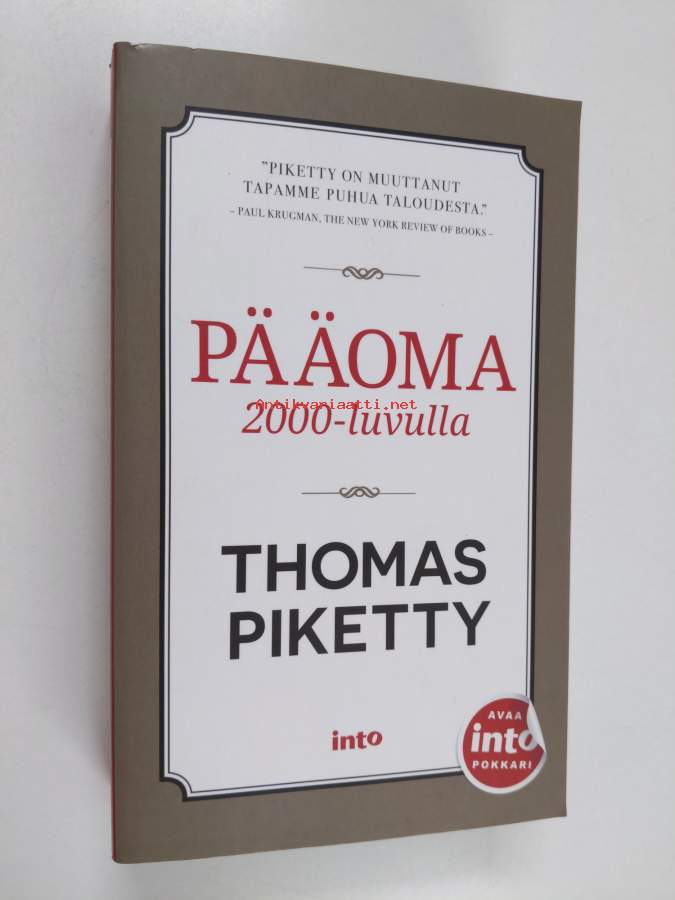 ”PIKETTY ON MUUTTANUT
TAPAMME PUHUA TALOUDESTA.”
– PAUL KRUGMAN, THE NEW YORK REVIEW OF BOOKS –
PÄÄOMA
Antikvariaatti.net
2000-luvulla
THOMAS
PIKETTY
into
AVAA
into
POKKARI